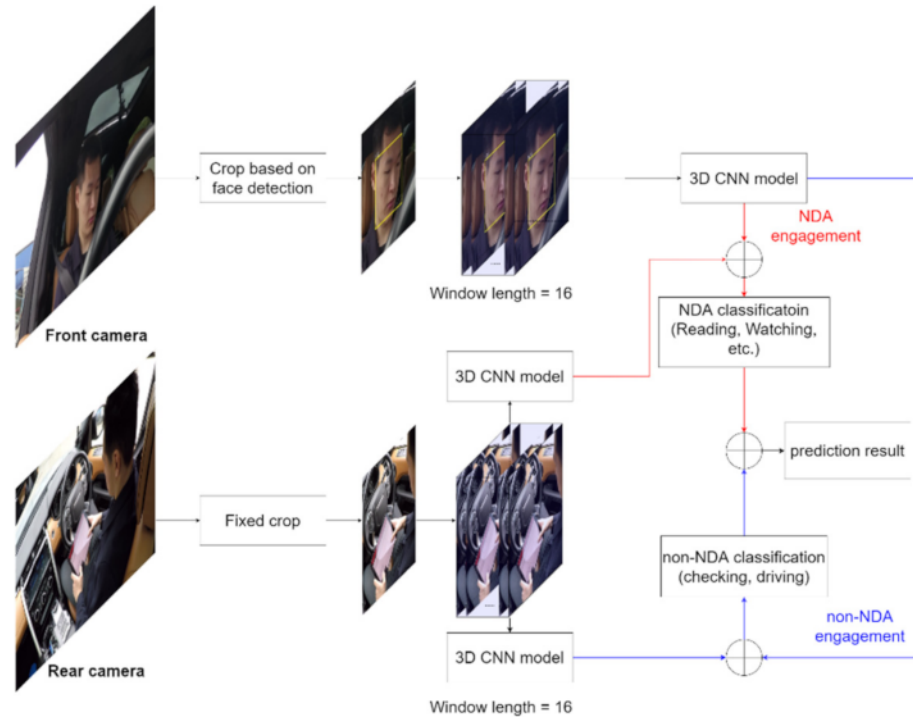 Crop based on
face detection
3D CNN model
NDA
engagement
Window length = 16
Front camera
NDA classificatoin
(Reading, Watching,
etc.)
3D CNN model
prediction result
Fixed crop
non-NDA classification
(checking, driving)
non-NDA
engagement
3D CNN model
Rear camera
Window length = 16